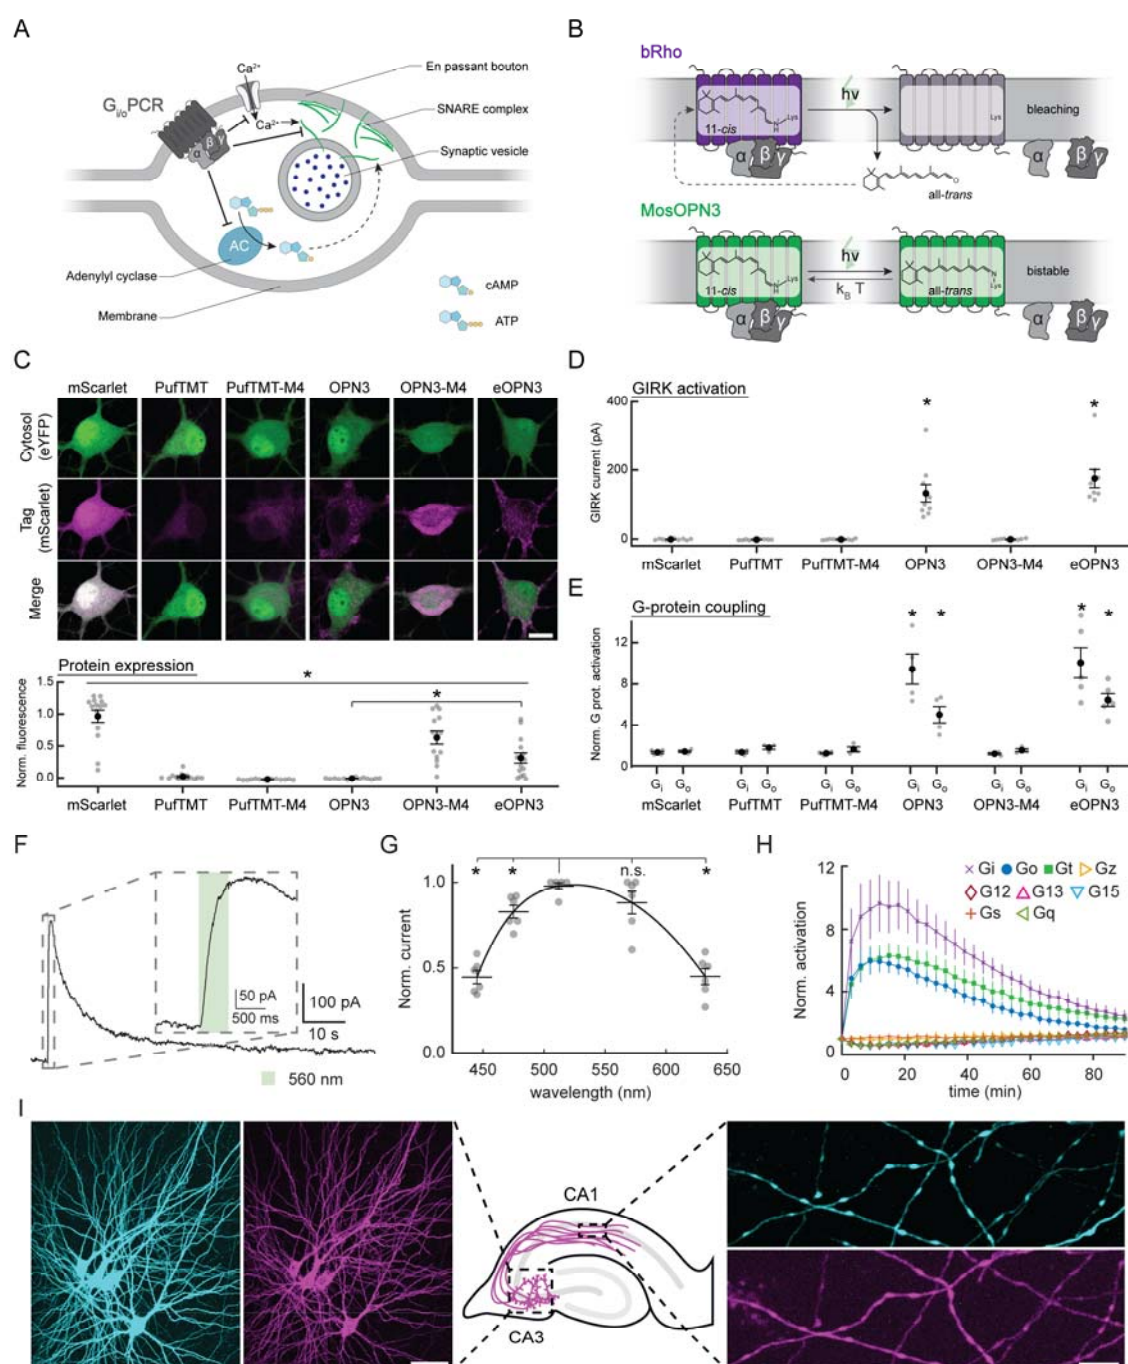 A
Ca²⁺
En passant bouton
Gi/oPCR
Ca²⁺
SNARE complex
α β γ
Synaptic vesicle
AC
Adenylyl cyclase
cAMP
Membrane
ATP
B
bRho
hν
11-cis
Lys
Lys
bleaching
α β γ
α β γ
all-trans
MosOPN3
hν
11-cis
Lys
kB T
all-trans
Lys
bistable
α β γ
α β γ
C
mScarlet PufTMT PufTMT-M4 OPN3 OPN3-M4 eOPN3
Cytosol
(eYFP)
Tag
(mScarlet)
Merge
Protein expression
*
*
Norm. fluorescence
1.5
1.0
0.5
0.0
mScarlet PufTMT PufTMT-M4 OPN3 OPN3-M4 eOPN3
D
GIRK activation
* *
GIRK current (pA)
400
200
0
mScarlet PufTMT PufTMT-M4 OPN3 OPN3-M4 eOPN3
E
G-protein coupling
* * * *
Norm. G prot. activation
12
8
4
0
Gi Go Gi Go Gi Go Gi Go Gi Go Gi Go
mScarlet PufTMT PufTMT-M4 OPN3 OPN3-M4 eOPN3
F
50 pA
500 ms
100 pA
10 s
560 nm
G
* * n.s. *
Norm. current
1.0
0.5
0.0
450 500 550 600 650
wavelength (nm)
H
Gi Go Gt Gz
G12 G13 G15
Gs Gq
Norm. activation
12
8
4
0
0 20 40 60 80
time (min)
I
CA1
CA3